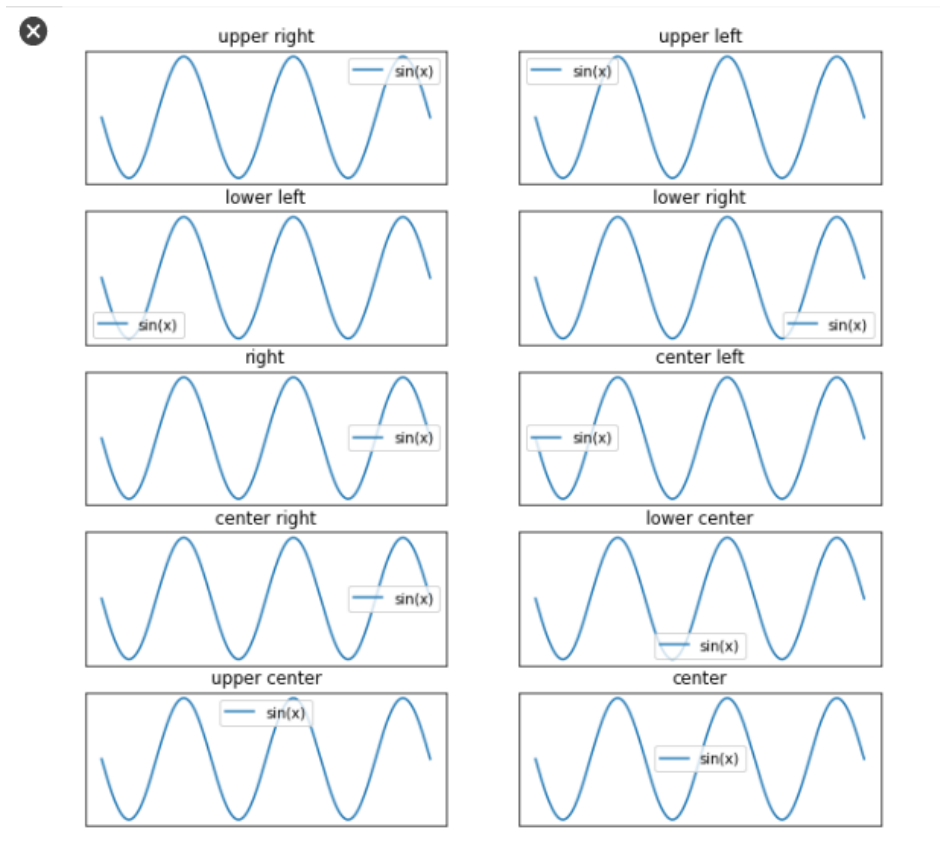 upper right
upper left
sin(x)
sin(x)
lower left
lower right
sin(x)
sin(x)
right
center left
sin(x)
sin(x)
center right
lower center
sin(x)
sin(x)
upper center
center
sin(x)
sin(x)